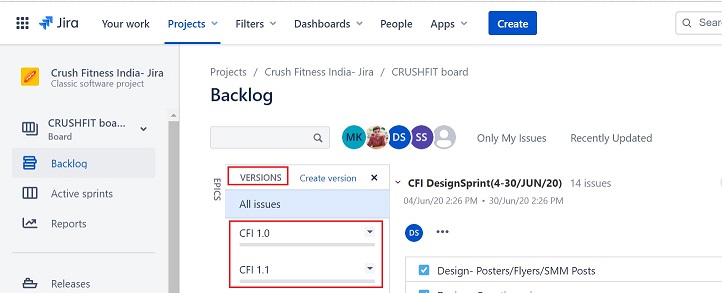 Jira Your work Projects Filters Dashboards People Apps Create
Crush Fitness India- Jira
Classic software project
CRUSHFIT boa...
Board
Backlog
Active sprints
Reports
Releases
Projects / Crush Fitness India- Jira / CRUSHFIT board
Backlog
MK DS SS Only My Issues Recently Updated
EPICS
VERSIONS Create version ×
All issues
CFI 1.0
CFI 1.1
CFI DesignSprint(4-30/JUN/20) 14 issues
04/Jun/20 2:26 PM • 30/Jun/20 2:26 PM
DS •••
Design- Posters/Flyers/SMM Posts